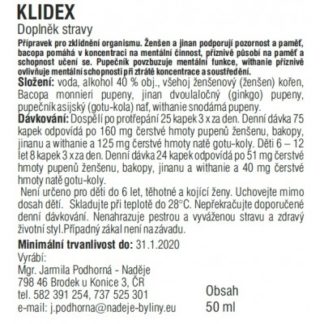 KLIDEX
Doplněk stravy
Přípravek pro zklidnění organismu. Ženšen a jinan podporují pozornost a paměť,
bacopa pomáhá v koncentraci na mentální činnost, příznivě působí na paměť a
schopnost učení se. Pupečník povzbuzuje mentální funkce, withanie příznivě
ovlivňuje mentální schopnosti při ztrátě koncentrace a soustředění.
Složení: voda, alkohol 40 % obj., všehoj ženšenový (ženšen) kořen,
Bacopa monnieri pupeny, jinan dvoulaločný (ginkgo) pupeny,
pupečník asijský (gotu-kola) nať, withanie snodárná pupeny.
Dávkování: Dospělí po protřepání 25 kapek 3 x za den. Denní dávka 75
kapek odpovídá po 160 mg čerstvé hmoty pupenů ženšenu, bakopy,
jinanu a withanie a 125 mg čerstvé hmoty natě gotu-koly. Děti 6 – 12
let 8 kapek 3 x za den. Denní dávka 24 kapek odpovídá po 51 mg čerstvé
hmoty pupenů ženšenu, bakopy, jinanu a withanie a 40 mg čerstvé
hmoty natě gotu-koly.
Není určeno pro děti do 6 let, těhotné a kojící ženy. Uchovejte mimo
dosah dětí. Skladujte při teplotě do 28°C. Nepřekračujte doporučené
denní dávkování. Nenahrazuje pestrou a vyváženou stravu a zdravý
životní styl. Případný zákal není na závadu.
Minimální trvanlivost do: 31.1.2020
Vyrábí:
Mgr. Jarmila Podhorná - Naděje
798 46 Brodek u Konice 3, ČR
tel. 582 391 254, 737 525 301
e-mail: j.podhorna@nadeje-byliny.eu
Obsah
50 ml